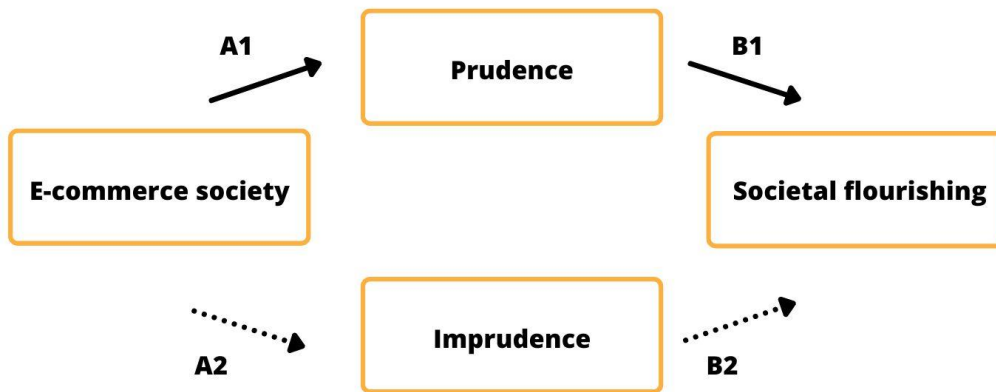 A1
B1
Prudence
E-commerce society
Societal flourishing
Imprudence
A2
B2